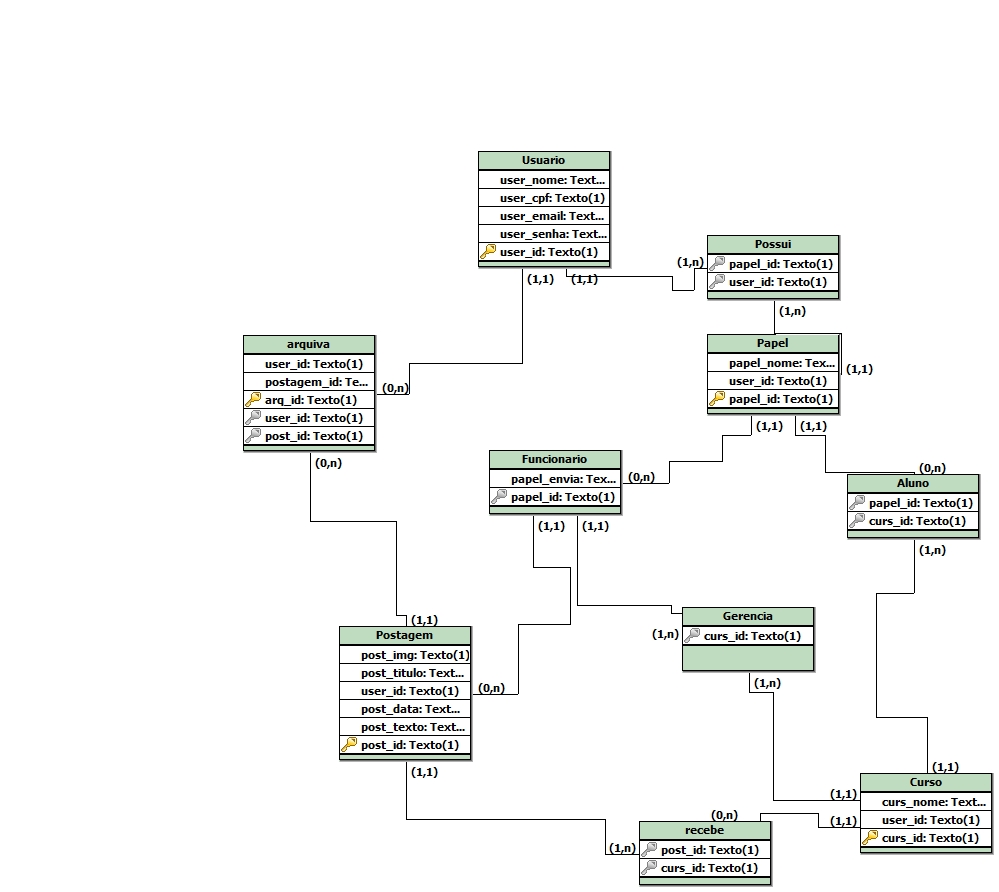 Usuario
user_nome: Text...
user_cpf: Texto(1)
user_email: Text...
user_senha: Text...
user_id: Texto(1)
(1,1)
(1,1)
(1,n)
Possui
papel_id: Texto(1)
user_id: Texto(1)
(1,n)
Papel
papel_nome: Tex...
user_id: Texto(1)
papel_id: Texto(1)
(1,1)
(1,1)
(1,1)
arquiva
user_id: Texto(1)
postagem_id: Te...
arq_id: Texto(1)
user_id: Texto(1)
post_id: Texto(1)
(0,n)
(0,n)
Funcionario
papel_envia: Tex...
papel_id: Texto(1)
(0,n)
(1,1)
(1,1)
(0,n)
Aluno
papel_id: Texto(1)
curs_id: Texto(1)
(1,n)
Gerencia
curs_id: Texto(1)
(1,n)
(1,n)
(1,1)
Postagem
post_img: Texto(1)
post_titulo: Text...
user_id: Texto(1)
post_data: Text...
post_texto: Text...
post_id: Texto(1)
(0,n)
(1,1)
(1,1)
Curso
curs_nome: Text...
user_id: Texto(1)
curs_id: Texto(1)
(1,1)
(1,1)
(0,n)
recebe
post_id: Texto(1)
curs_id: Texto(1)
(1,n)